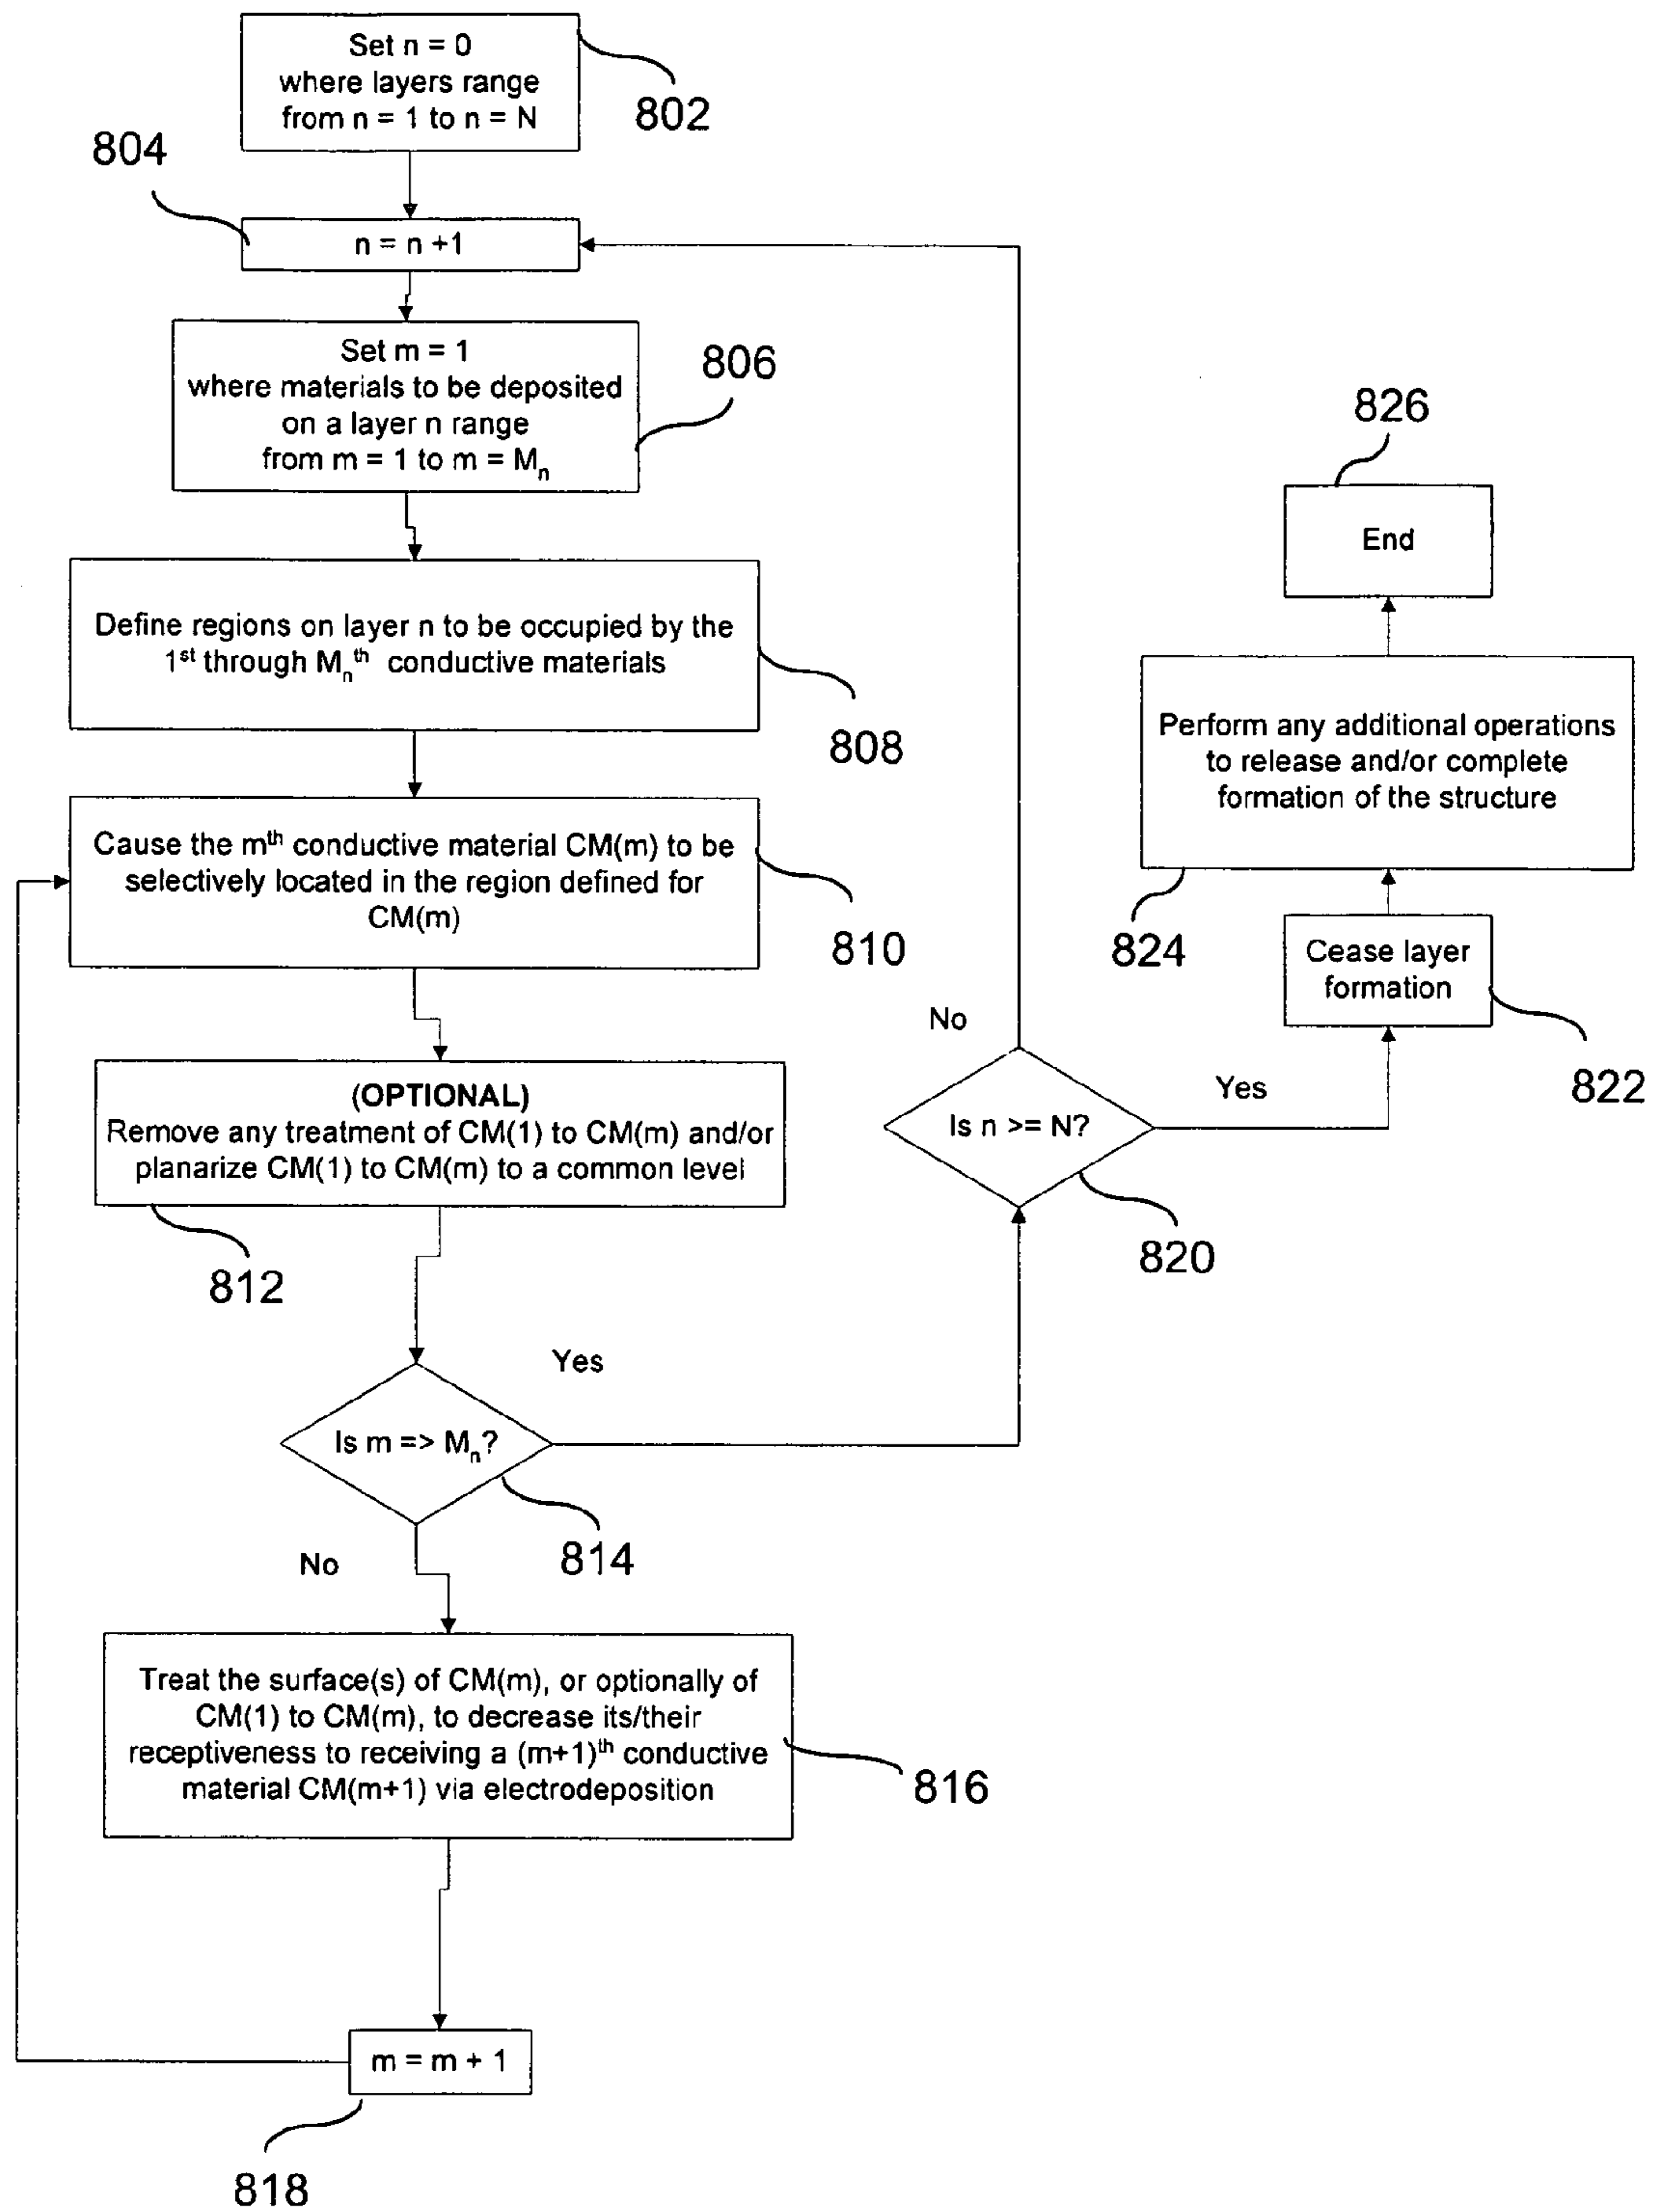 Set n = 0
where layers range
from n = 1 to n = N
802
804
n = n +1
Set m = 1
where materials to be deposited
on a layer n range
from m = 1 to m = Mn
806
Define regions on layer n to be occupied by the
1st through Mnth conductive materials
808
Cause the mth conductive material CM(m) to be
selectively located in the region defined for
CM(m)
810
(OPTIONAL)
Remove any treatment of CM(1) to CM(m) and/or
planarize CM(1) to CM(m) to a common level
812
Is m => Mn?
Yes
No
814
Treat the surface(s) of CM(m), or optionally of
CM(1) to CM(m), to decrease its/their
receptiveness to receiving a (m+1)th conductive
material CM(m+1) via electrodeposition
816
m = m + 1
818
Is n >= N?
No
Yes
820
Cease layer
formation
822
Perform any additional operations
to release and/or complete
formation of the structure
824
End
826